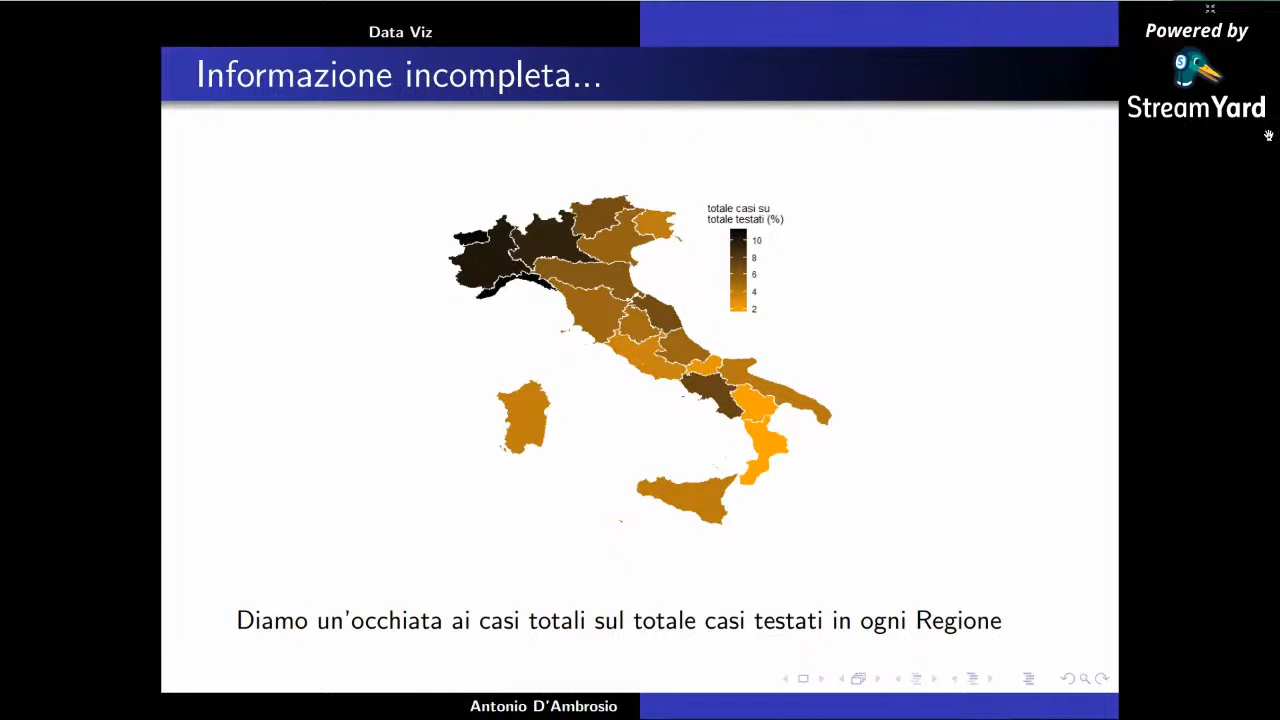 Data Viz
Powered by
Informazione incompleta...
StreamYard
totale casi su
totale testati (%)
10
8
6
4
2
Diamo un'occhiata ai casi totali sul totale casi testati in ogni Regione
Antonio D'Ambrosio